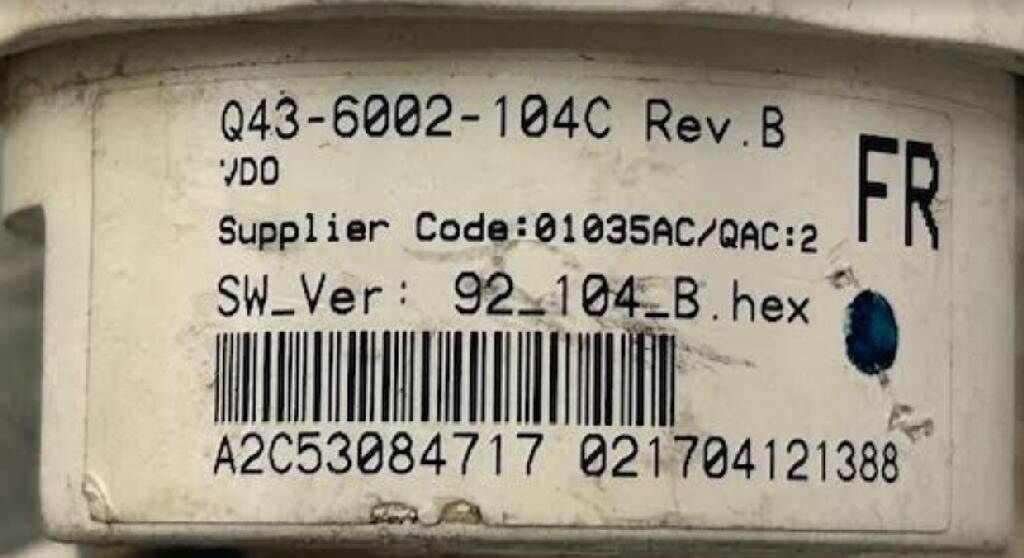 Q43-6002-104C Rev.B
VDO
FR
Supplier Code:01035AC/QAC:2
SW_Ver: 92_104_B.hex
A2C53084717 021704121388